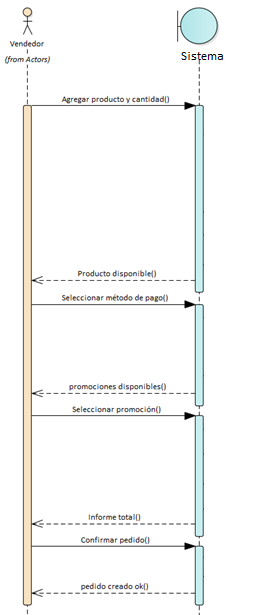 Vendedor
Sistema
(from Actors)
Agregar producto y cantidad()
Producto disponible()
Seleccionar método de pago()
promociones disponibles()
Seleccionar promoción()
Informe total()
Confirmar pedido()
pedido creado ok()